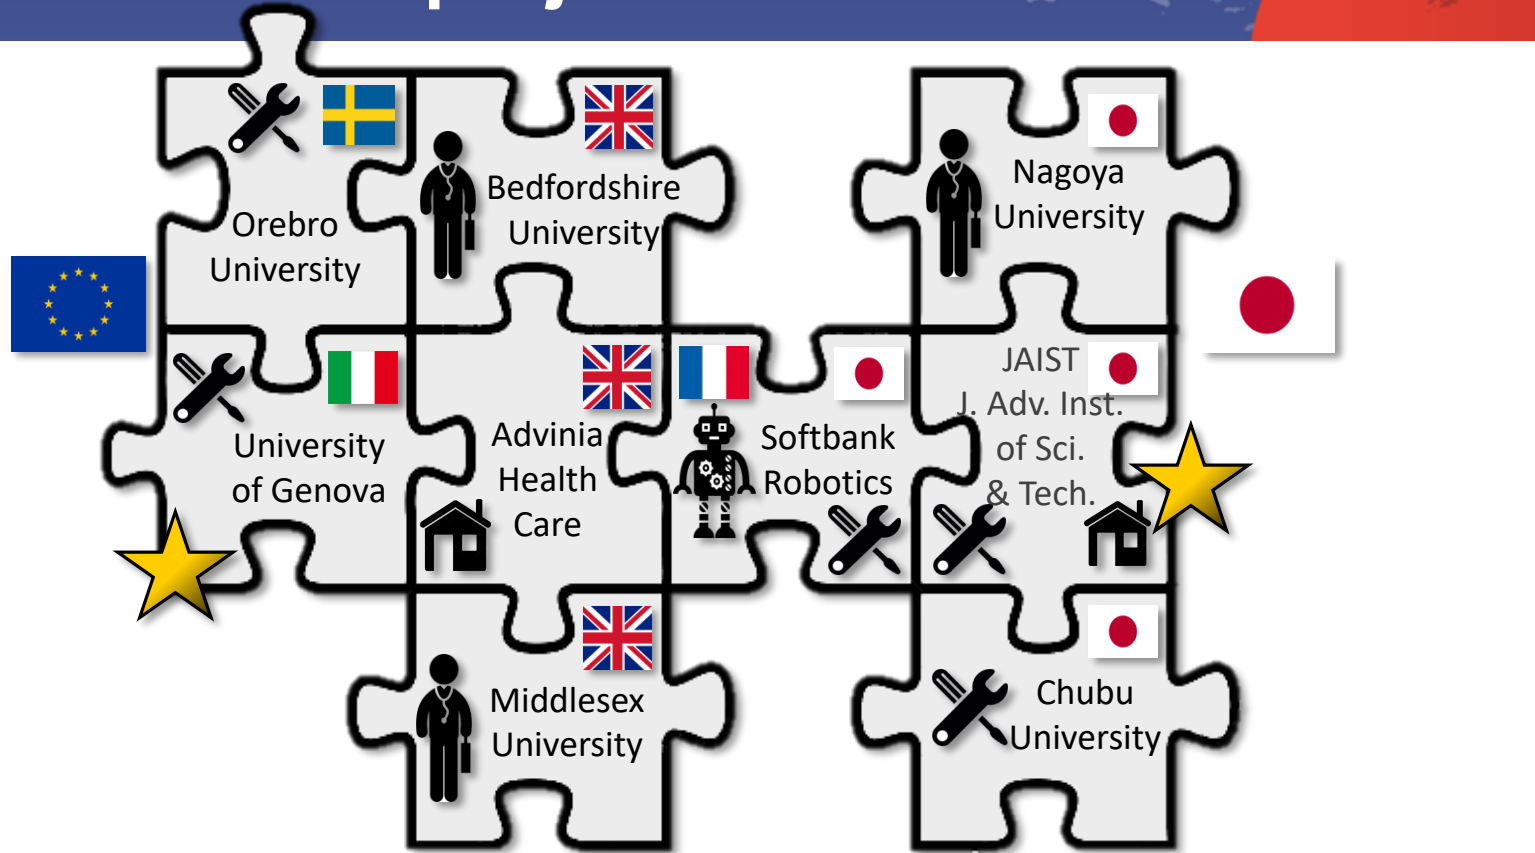 Orebro
University
Bedfordshire
University
Nagoya
University
University
of Genova
Advinia
Health
Care
Softbank
Robotics
JAIST
J. Adv. Inst.
of Sci.
& Tech.
Middlesex
University
Chubu
University